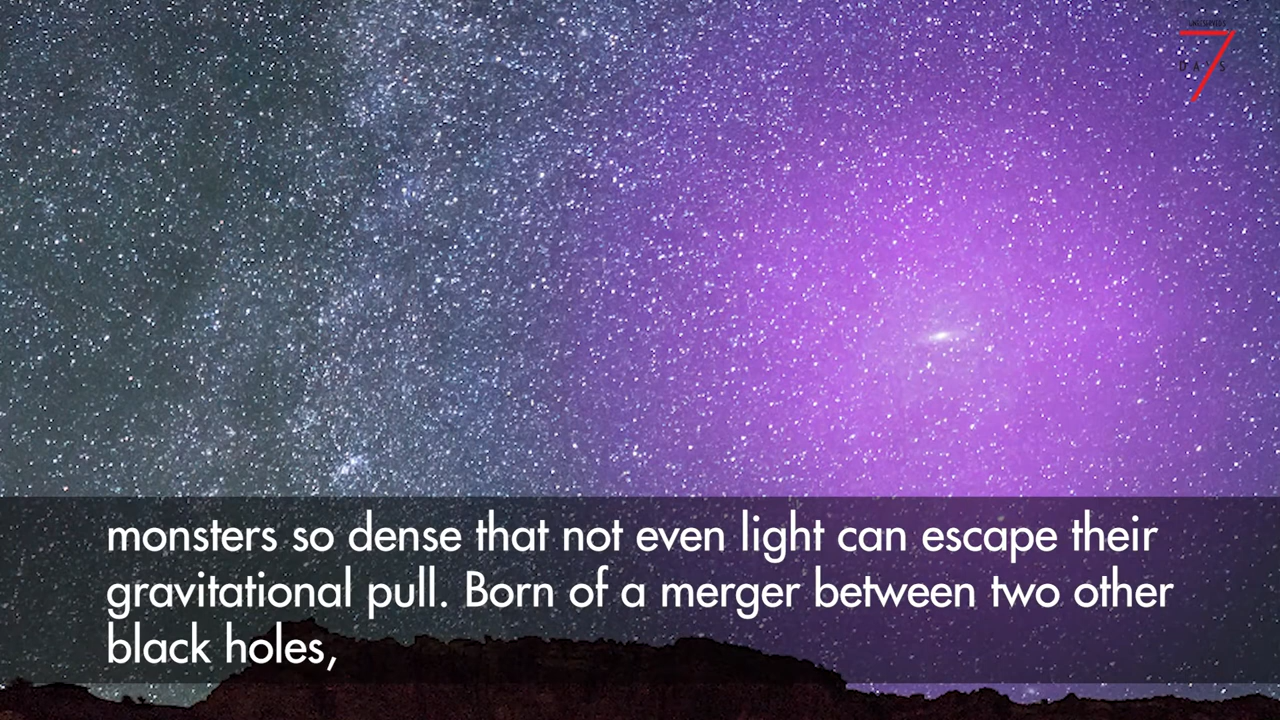 7
D A Y S
monsters so dense that not even light can escape their
gravitational pull. Born of a merger between two other
black holes,